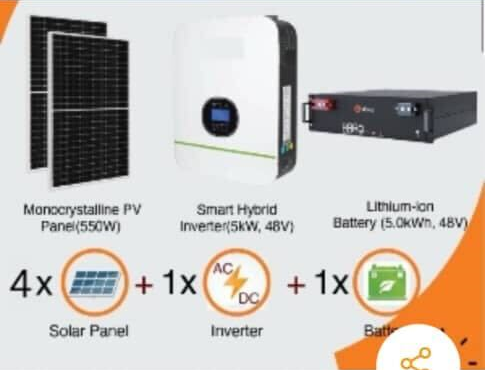 Monocrystalline PV
Panel(550W)
Smart Hybrid
Inverter(5kW, 48V)
Lithium-ion
Battery (5.0kWh, 48V)
4x + 1x AC DC + 1x
Solar Panel
Inverter